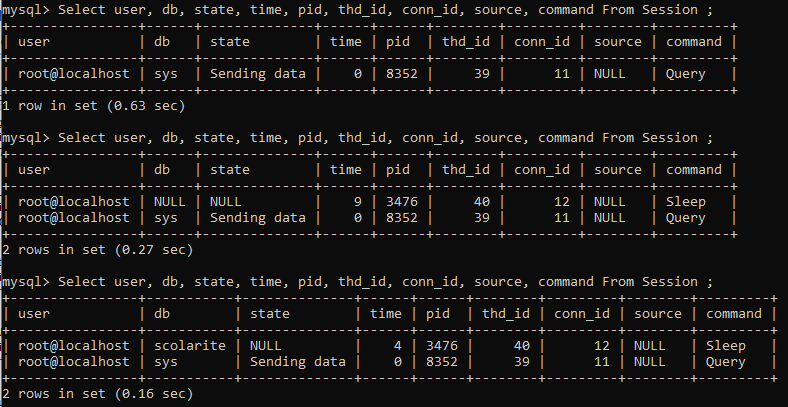 mysql> Select user, db, state, time, pid, thd_id, conn_id, source, command From Session ;
+----------------+------+--------------+------+------+--------+---------+--------+---------+
| user           | db   | state        | time | pid  | thd_id | conn_id | source | command |
+----------------+------+--------------+------+------+--------+---------+--------+---------+
| root@localhost | sys  | Sending data |    0 | 8352 |     39 |      11 | NULL   | Query   |
+----------------+------+--------------+------+------+--------+---------+--------+---------+
1 row in set (0.63 sec)
mysql> Select user, db, state, time, pid, thd_id, conn_id, source, command From Session ;
+----------------+------+--------------+------+------+--------+---------+--------+---------+
| user           | db   | state        | time | pid  | thd_id | conn_id | source | command |
+----------------+------+--------------+------+------+--------+---------+--------+---------+
| root@localhost | NULL | NULL         |    9 | 3476 |     40 |      12 | NULL   | Sleep   |
| root@localhost | sys  | Sending data |    0 | 8352 |     39 |      11 | NULL   | Query   |
+----------------+------+--------------+------+------+--------+---------+--------+---------+
2 rows in set (0.27 sec)
mysql> Select user, db, state, time, pid, thd_id, conn_id, source, command From Session ;
+----------------+-----------+--------------+------+------+--------+---------+--------+---------+
| user           | db        | state        | time | pid  | thd_id | conn_id | source | command |
+----------------+-----------+--------------+------+------+--------+---------+--------+---------+
| root@localhost | scolarite | NULL         |    4 | 3476 |     40 |      12 | NULL   | Sleep   |
| root@localhost | sys       | Sending data |    0 | 8352 |     39 |      11 | NULL   | Query   |
+----------------+-----------+--------------+------+------+--------+---------+--------+---------+
2 rows in set (0.16 sec)